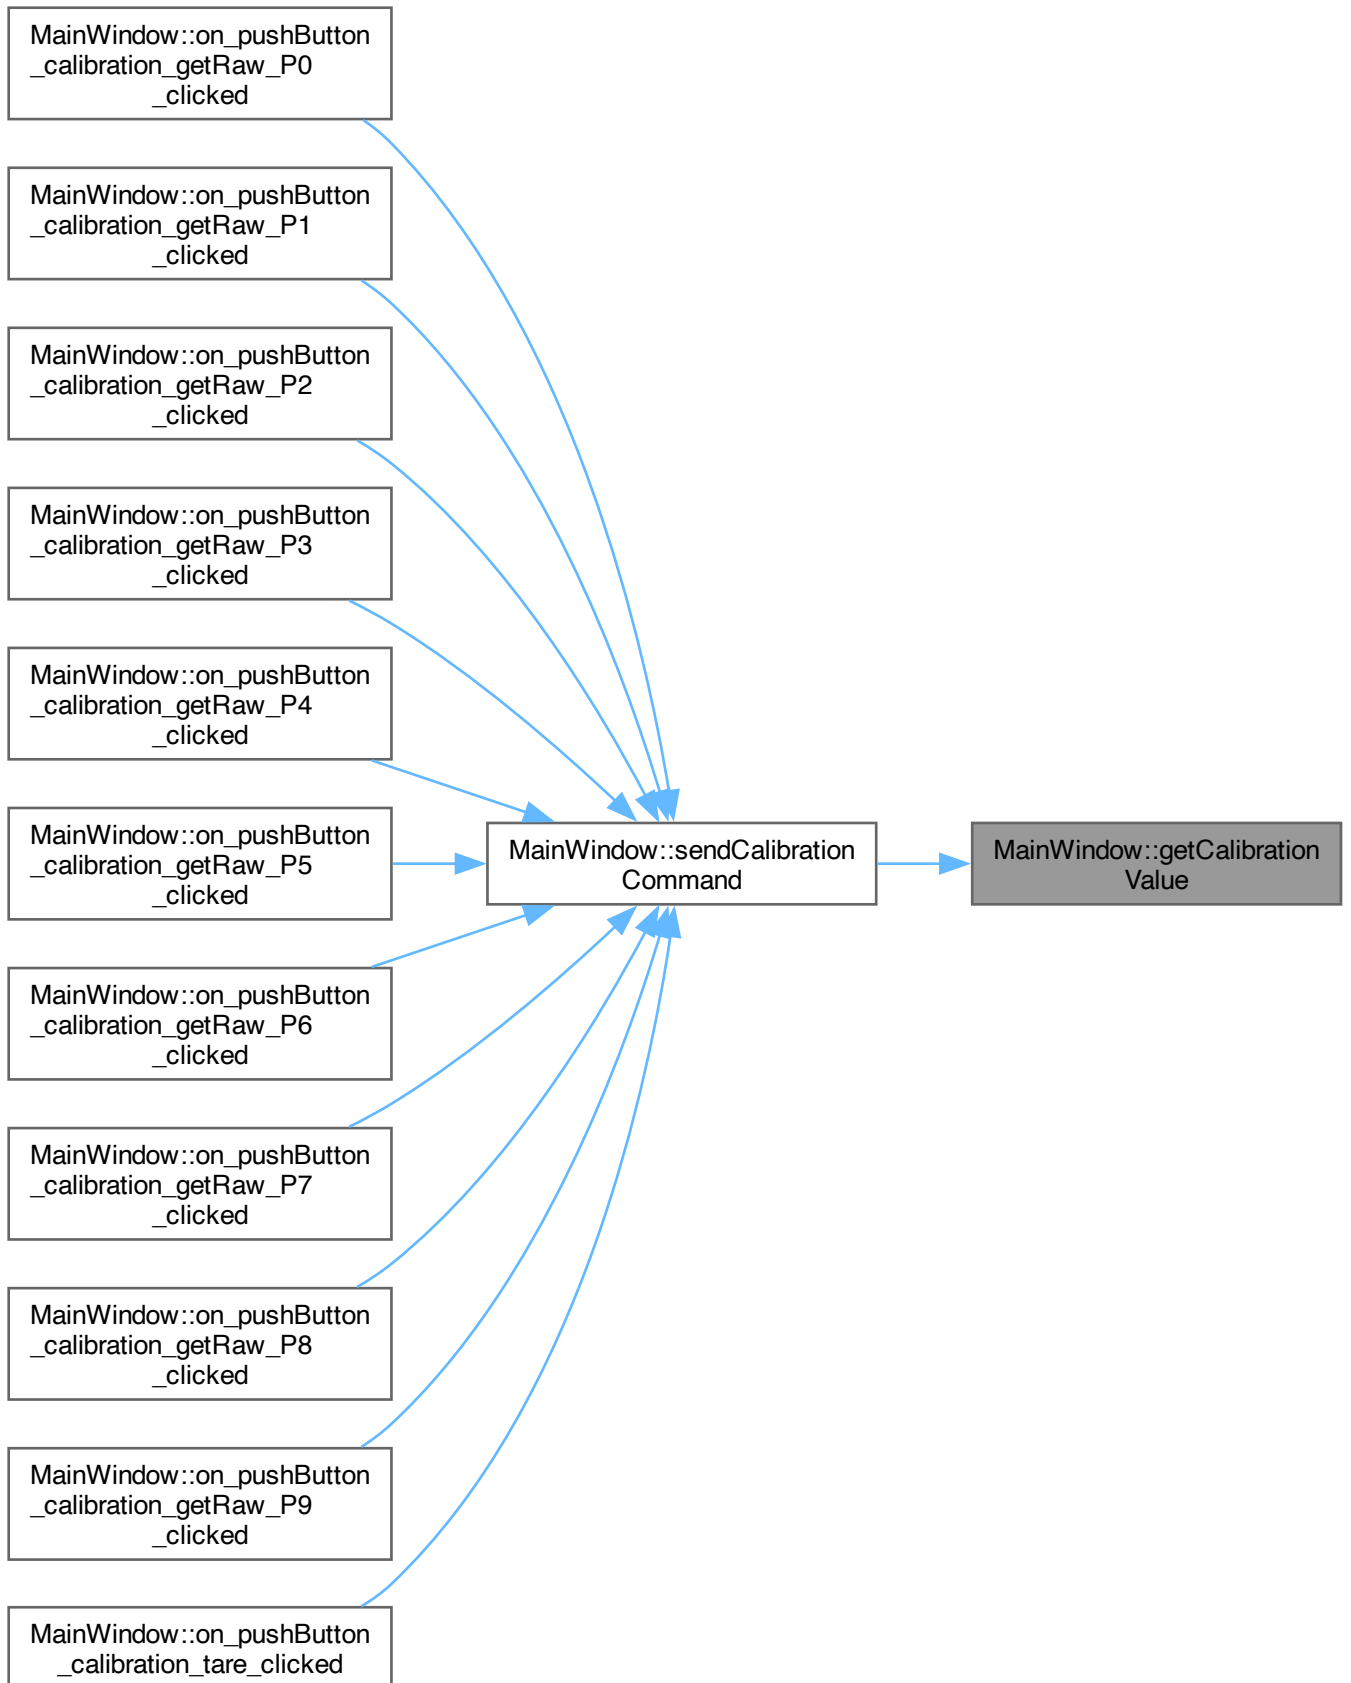 MainWindow::on_pushButton
_calibration_getRaw_P0
_clicked
MainWindow::on_pushButton
_calibration_getRaw_P1
_clicked
MainWindow::on_pushButton
_calibration_getRaw_P2
_clicked
MainWindow::on_pushButton
_calibration_getRaw_P3
_clicked
MainWindow::on_pushButton
_calibration_getRaw_P4
_clicked
MainWindow::on_pushButton
_calibration_getRaw_P5
_clicked
MainWindow::on_pushButton
_calibration_getRaw_P6
_clicked
MainWindow::on_pushButton
_calibration_getRaw_P7
_clicked
MainWindow::on_pushButton
_calibration_getRaw_P8
_clicked
MainWindow::on_pushButton
_calibration_getRaw_P9
_clicked
MainWindow::on_pushButton
_calibration_tare_clicked
MainWindow::sendCalibration
Command
MainWindow::getCalibration
Value